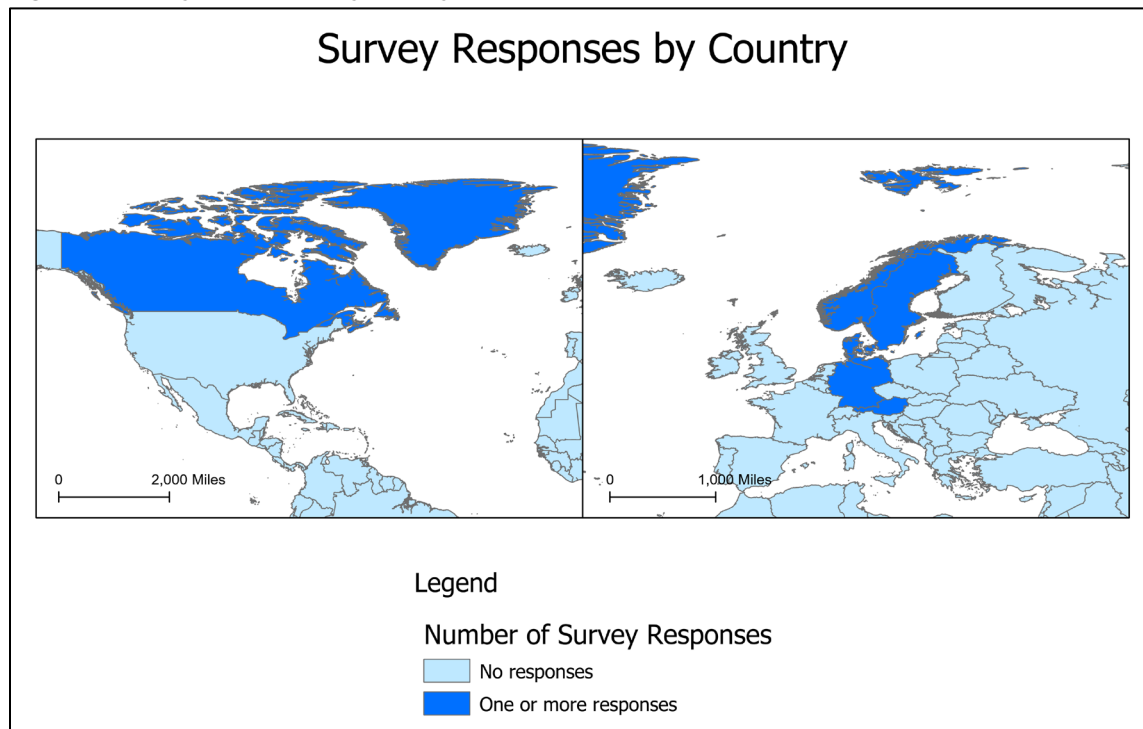 Survey Responses by Country
0 2,000 Miles
0 1,000 Miles
Legend
Number of Survey Responses
No responses
One or more responses